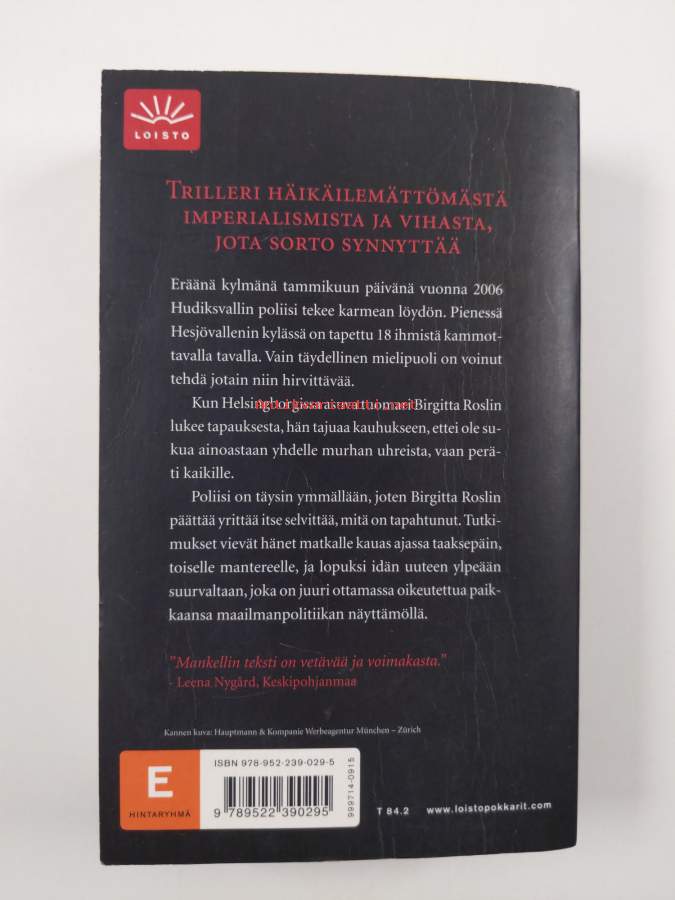 LOISTO
TRILLERI HÄIKÄILEMÄTTÖMÄSTÄ
IMPERIALISMISTA JA VIHASTA,
JOTA SORTO SYNNYTTÄÄ
Eräänä kylmänä tammikuun päivänä vuonna 2006
Hudiksvallin poliisi tekee karmean löydön. Pienessä
Hesjövallenin kylässä on tapettu 18 ihmistä kammot-
tavalla tavalla. Vain täydellinen mielipuoli on voinut
tehdä jotain niin hirvittävää.
Kun Helsingborgissa asuva tuomari Birgitta Roslin
lukee tapauksesta, hän tajuaa kauhukseen, ettei ole su-
kua ainoastaan yhdelle murhan uhreista, vaan perä-
ti kaikille.
Poliisi on täysin ymmällään, joten Birgitta Roslin
päättää yrittää itse selvittää, mitä on tapahtunut. Tutki-
mukset vievät hänet matkalle kauas ajassa taaksepäin,
toiselle mantereelle, ja lopuksi idän uuteen ylpeään
suurvaltaan, joka on juuri ottamassa oikeutettua paik-
kaansa maailmanpolitiikan näyttämöllä.
"Mankellin teksti on vetävää ja voimakasta."
- Leena Nygård, Keskipohjanmaa
Kannen kuva: Hauptmann & Kompanie Werbeagentur München – Zürich
E
HINTARYHMÄ
ISBN 978-952-239-029-5
9 789522 390295
999714-0915
T 84.2 www.loistopokkarit.com